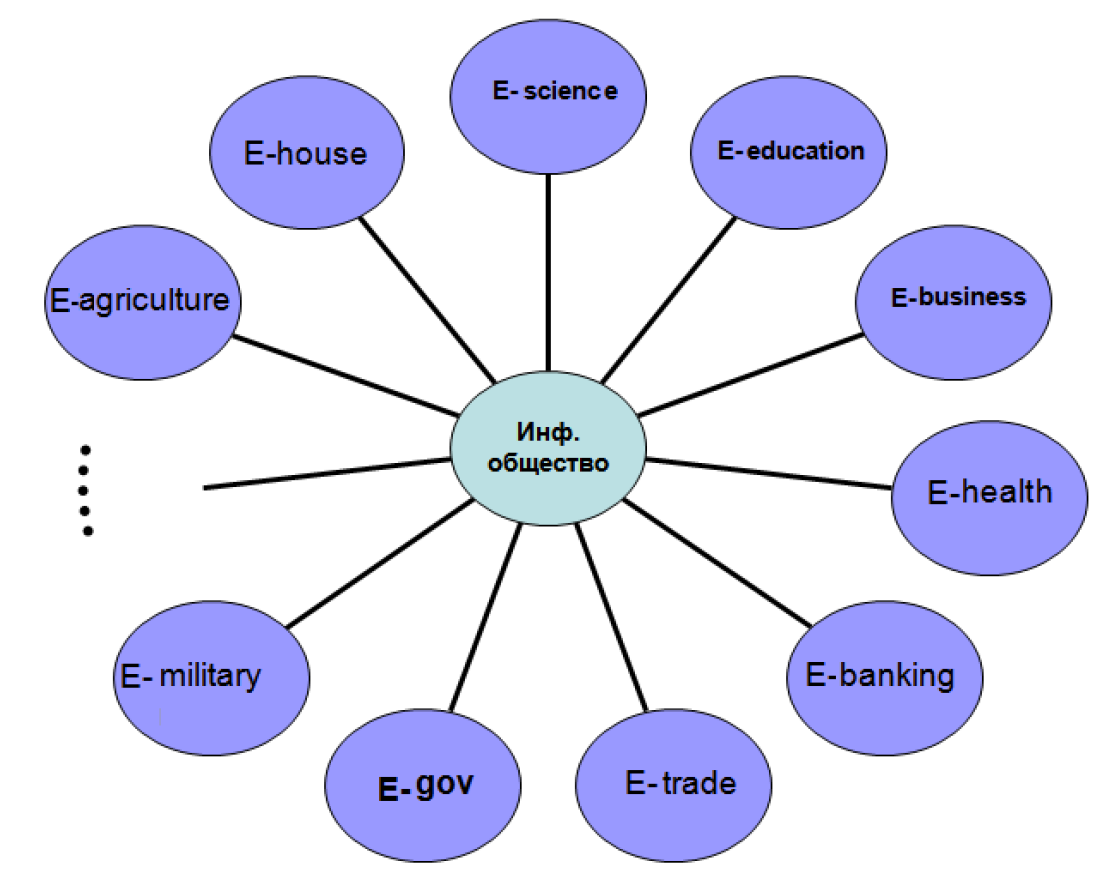 E- science
E-house
E-education
E-agriculture
E-business
Инф.
общество
E-health
E- military
E-banking
E-gov
E-trade